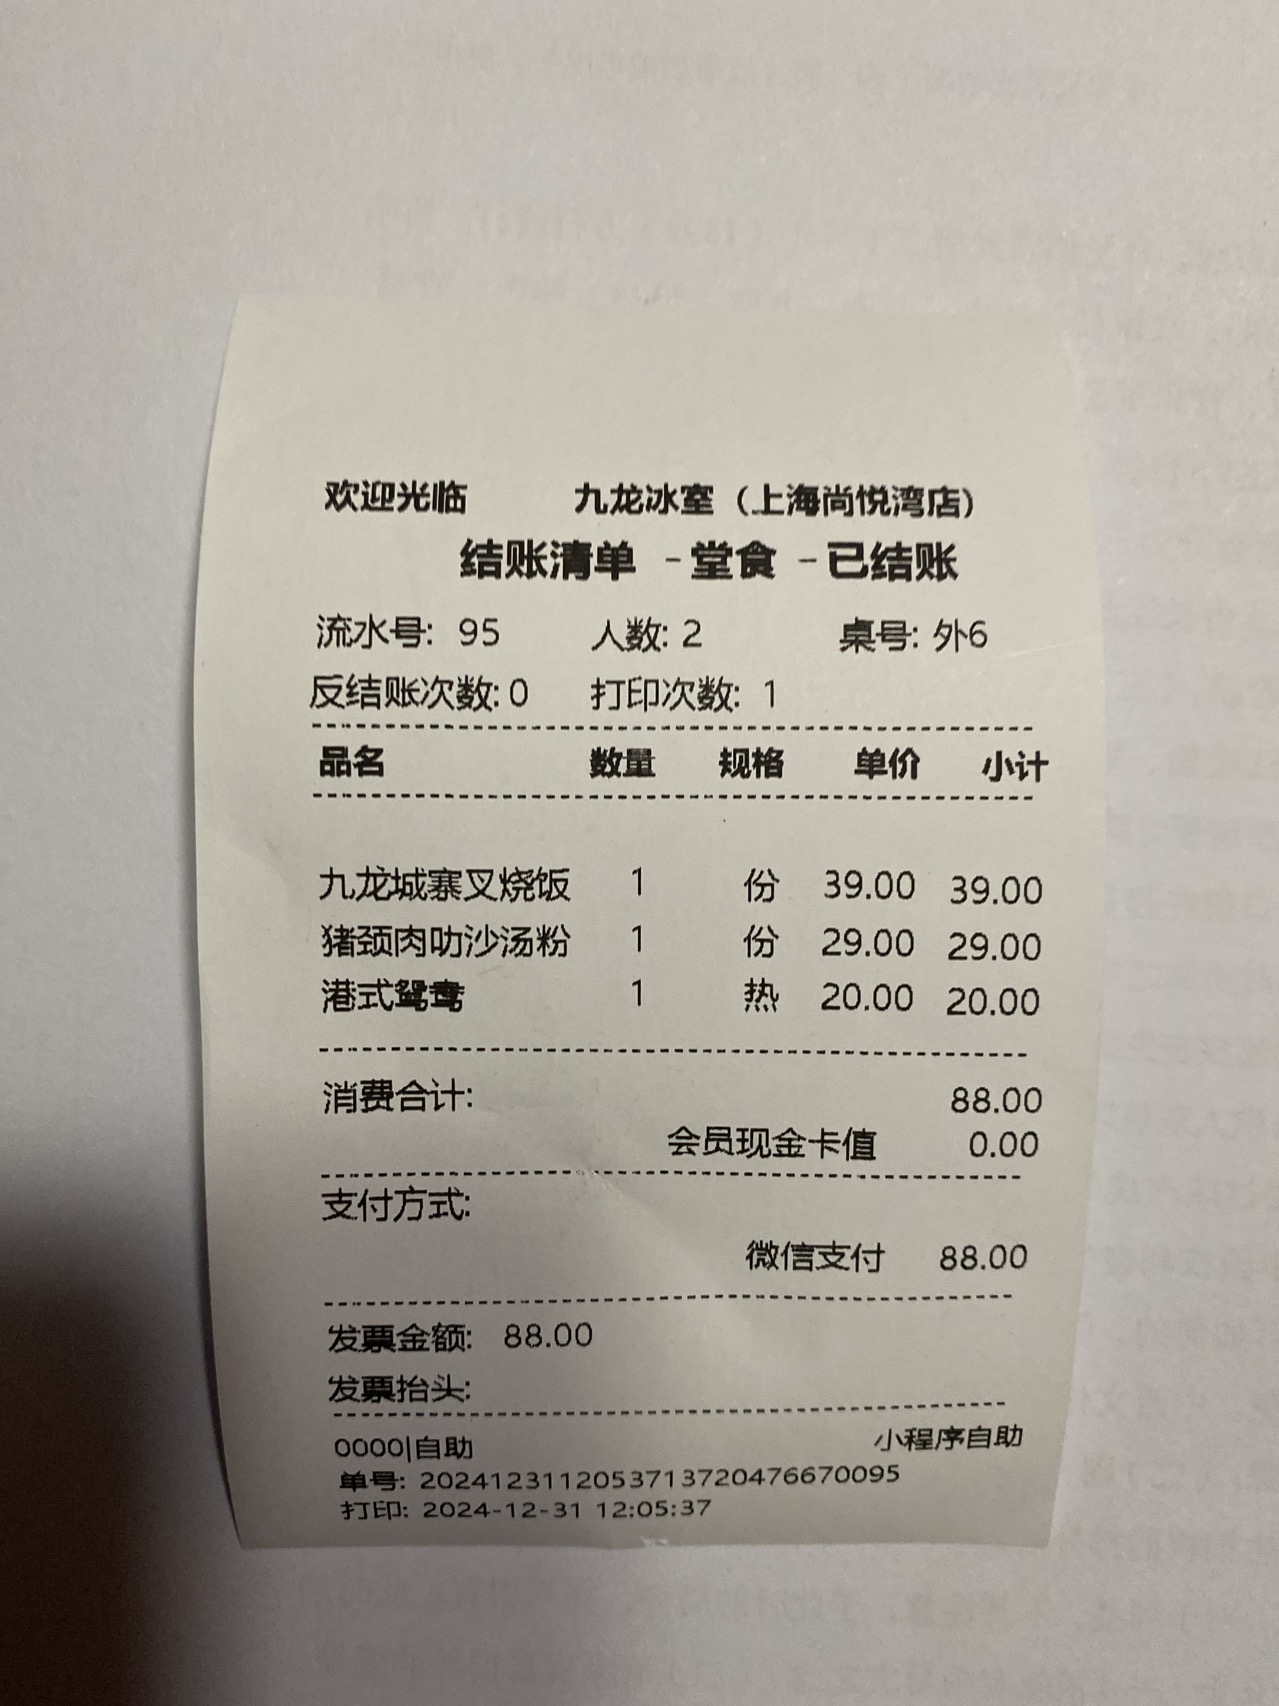 欢迎光临 九龙冰室（上海尚悦湾店）
结账清单 -堂食 -已结账
流水号: 95 人数: 2 桌号: 外6
反结账次数: 0 打印次数: 1
品名 数量 规格 单价 小计
九龙城寨叉烧饭 1 份 39.00 39.00
猪颈肉叻沙汤粉 1 份 29.00 29.00
港式鸳鸯 1 热 20.00 20.00
消费合计: 88.00
会员现金卡值 0.00
支付方式:
微信支付 88.00
发票金额: 88.00
发票抬头:
0000|自助 小程序自助
单号: 2024123112053713720476670095
打印: 2024-12-31 12:05:37